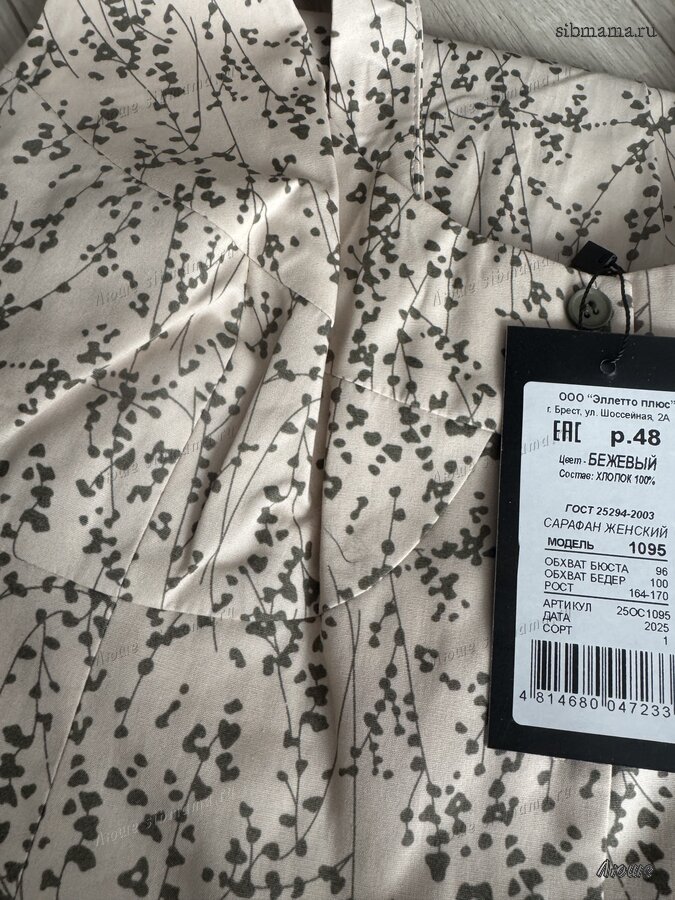 sibmama.ru
ООО "Эллетто плюс"
г. Брест, ул. Шоссейная, 2А
ЕАС р.48
Цвет - БЕЖЕВЫЙ
Состав: ХЛОПОК 100%
ГОСТ 25294-2003
САРАФАН ЖЕНСКИЙ
МОДЕЛЬ 1095
ОБХВАТ БЮСТА 96
ОБХВАТ БЕДЕР 100
РОСТ 164-170
АРТИКУЛ 25ОС1095
ДАТА 2025
СОРТ 1
4 814680 047233
Люше